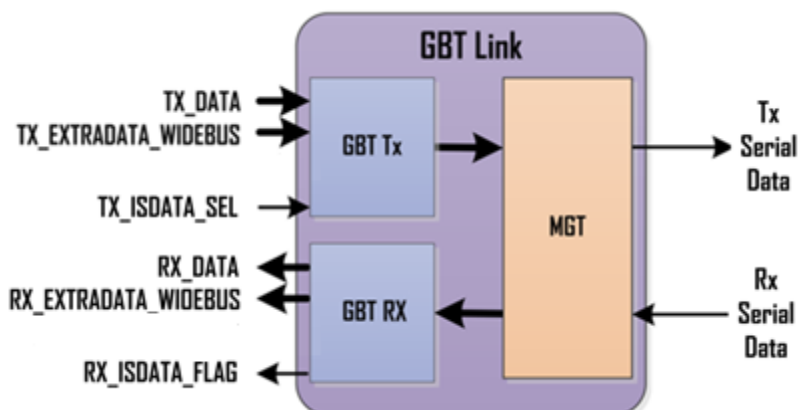 GBT Link
TX_DATA
TX_EXTRADATA_WIDEBUS
TX_ISDATA_SEL
GBT Tx
RX_DATA
RX_EXTRADATA_WIDEBUS
RX_ISDATA_FLAG
GBT RX
MGT
Tx
Serial
Data
Rx
Serial
Data